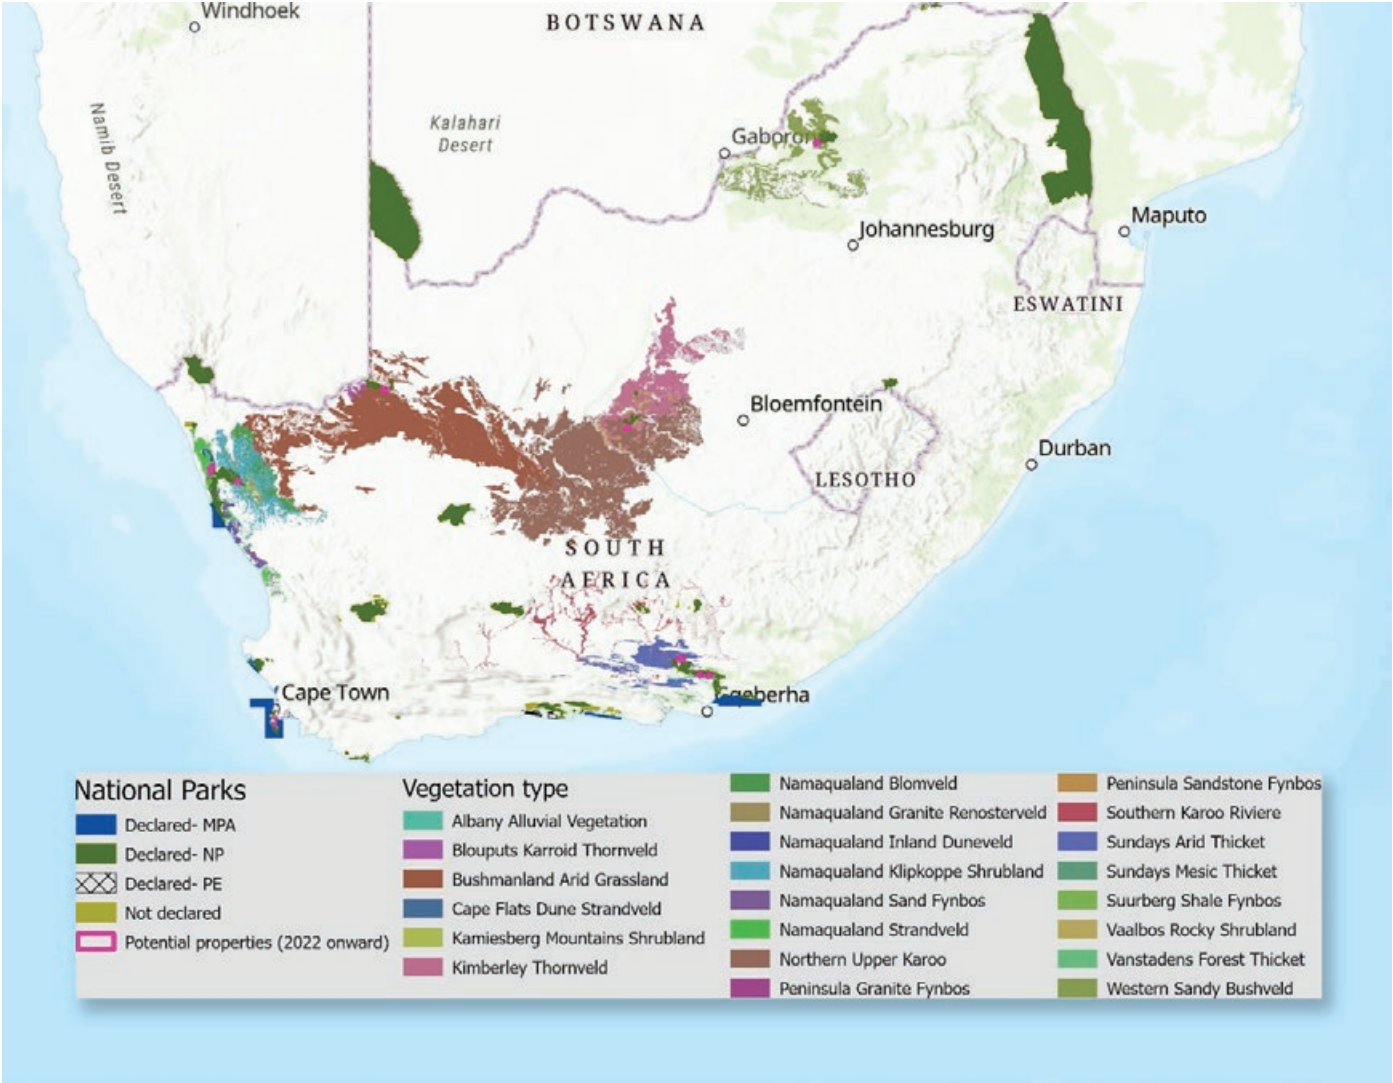 Windhoek
BOTSWANA
Namib Desert
Kalahari
Desert
Gaborone
Johannesburg
Maputo
ESWATINI
Bloemfontein
Durban
LESOTHO
SOUTH
AFRICA
Cape Town
Gqeberha
National Parks
Declared- MPA
Declared- NP
Declared- PE
Not declared
Potential properties (2022 onward)
Vegetation type
Albany Alluvial Vegetation
Blouputs Karroid Thornveld
Bushmanland Arid Grassland
Cape Flats Dune Strandveld
Kamiesberg Mountains Shrubland
Kimberley Thornveld
Namaqualand Blomveld
Namaqualand Granite Renosterveld
Namaqualand Inland Duneveld
Namaqualand Klipkoppe Shrubland
Namaqualand Sand Fynbos
Namaqualand Strandveld
Northern Upper Karoo
Peninsula Granite Fynbos
Peninsula Sandstone Fynbos
Southern Karoo Riviere
Sundays Arid Thicket
Sundays Mesic Thicket
Suurberg Shale Fynbos
Vaalbos Rocky Shrubland
Vanstadens Forest Thicket
Western Sandy Bushveld